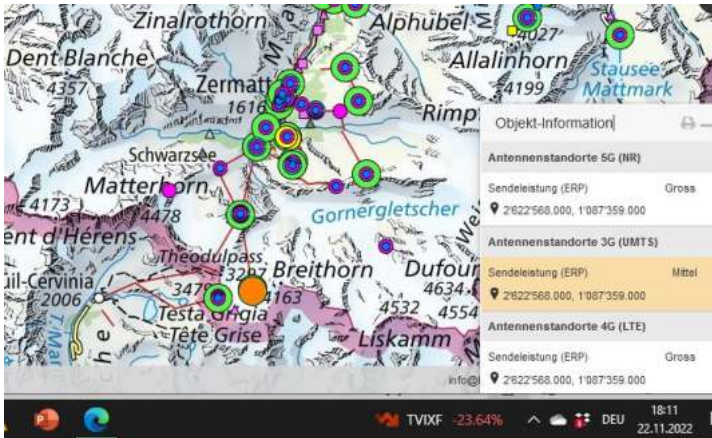 Zinalrothorn
Alphubel
Dent Blanche
4357
Allalinhorn
4027
4199
Stausee
Mattmark
Zermatt
1616
Rimpf
Schwarzsee
Matterhorn
4478
4173
Gornergletscher
ent d'Hérens
Theodulpass
3297
Breithorn
4163
Dufour
4634
4554
4532
uil-Cervinia
2006
Testa Grigia
Tête Grise
Liskamm
Objekt-Information
Antennenstandorte 5G (NR)
Sendeleistung (ERP) Gross
2'622'568.000, 1'087'359.000
Antennenstandorte 3G (UMTS)
Sendeleistung (ERP) Mittel
2'622'568.000, 1'087'359.000
Antennenstandorte 4G (LTE)
Sendeleistung (ERP) Gross
2'622'568.000, 1'087'359.000
info@
TVIXF -23.64%
DEU
18:11
22.11.2022